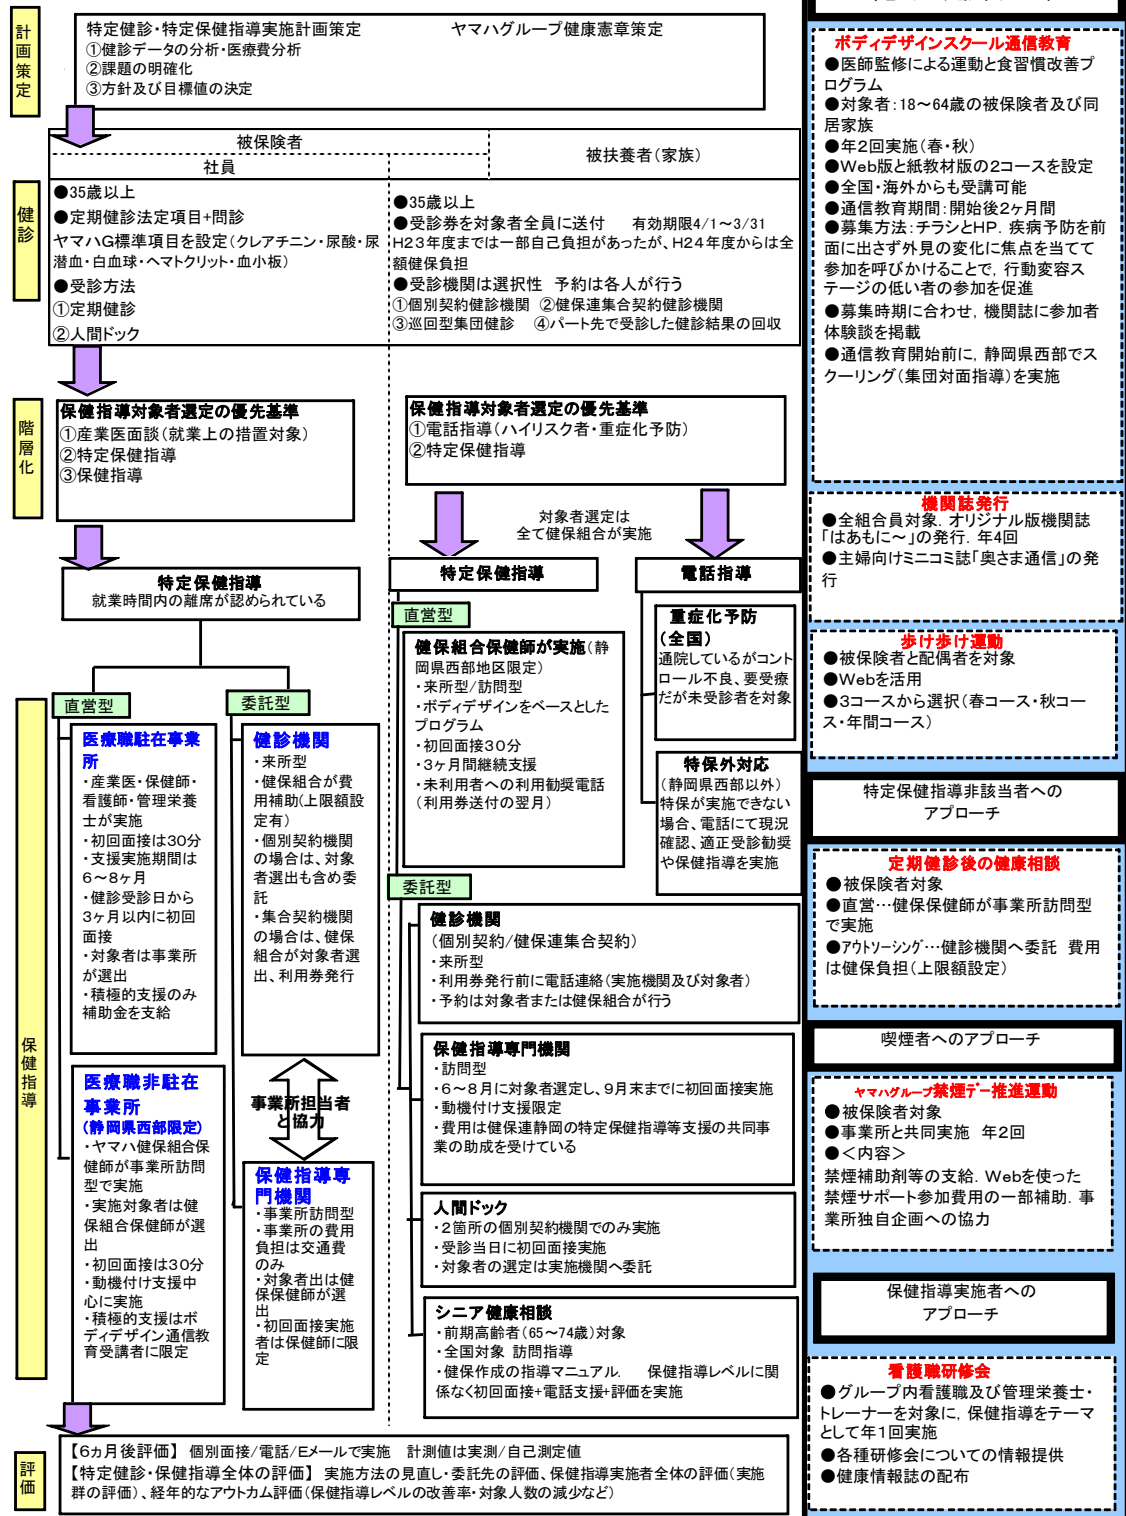 計画策定
特定健診・特定保健指導実施計画策定　ヤマハグループ健康憲章策定
①健診データの分析・医療費分析
②課題の明確化
③方針及び目標値の決定
被保険者
社員
被扶養者(家族)
健診
●35歳以上
●定期健診法定項目+問診
ヤマハG標準項目を設定(クレアチニン・尿酸・尿
潜血・白血球・ヘマトクリット・血小板)
●受診方法
①定期健診
②人間ドック
●35歳以上
●受診券を対象者全員に送付　有効期限4/1~3/31
H23年度までは一部自己負担があったが、H24年度からは全
額健保負担
●受診機関は選択性　予約は各人が行う
①個別契約健診機関　②健保連集合契約健診機関
③巡回型集団健診　④パート先で受診した健診結果の回収
階層化
保健指導対象者選定の優先基準
①産業医面談(就業上の措置対象)
②特定保健指導
③保健指導
保健指導対象者選定の優先基準
①電話指導(ハイリスク者・重症化予防)
②特定保健指導
対象者選定は
全て健保組合が実施
保健指導
特定保健指導
就業時間内の離席が認められている
直営型
医療職駐在事業
所
・産業医・保健師・
看護師・管理栄養
士が実施
・初回面接は30分
・支援実施期間は
6~8ヶ月
・健診受診日から
3ヶ月以内に初回
面接
・対象者は事業所
が選出
・積極的支援のみ
補助金を支給
医療職非駐在
事業所
(静岡県西部限定)
・ヤマハ健保組合保
健師が事業所訪問
型で実施
・実施対象者は健
保組合保健師が選
出
・初回面接は30分
・動機付け支援中
心に実施
・積極的支援はボ
ディデザイン通信教
育受講者に限定
委託型
健診機関
・来所型
・健保組合が費
用補助(上限額設
定有)
・個別契約機関
の場合は、対象
者選出も含め委
託
・集合契約機関
の場合は、健保
組合が対象者選
出、利用券発行
事業所担当者
と協力
保健指導専
門機関
・事業所訪問型
・事業所の費用
負担は交通費
のみ
・対象者出は健
保保健師が選
出
・初回面接実施
者は保健師に限
定
特定保健指導
直営型
健保組合保健師が実施(静
岡県西部地区限定)
・来所型/訪問型
・ボディデザインをベースとした
プログラム
・初回面接30分
・3ヶ月間継続支援
・未利用者への利用勧奨電話
(利用券送付の翌月)
電話指導
重症化予防
(全国)
通院しているがコント
ロール不良、要受療
だが未受診者を対象
特保外対応
(静岡県西部以外)
特保が実施できない
場合、電話にて現況
確認、適正受診勧奨
や保健指導を実施
委託型
健診機関
(個別契約/健保連集合契約)
・来所型
・利用券発行前に電話連絡(実施機関及び対象者)
・予約は対象者または健保組合が行う
保健指導専門機関
・訪問型
・6~8月に対象者選定し、9月末までに初回面接実施
・動機付け支援限定
・費用は健保連静岡の特定保健指導等支援の共同事
業の助成を受けている
人間ドック
・2箇所の個別契約機関でのみ実施
・受診当日に初回面接実施
・対象者の選定は実施機関へ委託
シニア健康相談
・前期高齢者(65~74歳)対象
・全国対象 訪問指導
・健保作成の指導マニュアル.　保健指導レベルに関
係なく初回面接+電話支援+評価を実施
評価
【6ヵ月後評価】 個別面接/電話/Eメールで実施　計測値は実測/自己測定値
【特定健診・保健指導全体の評価】 実施方法の見直し・委託先の評価、保健指導実施者全体の評価(実施
群の評価)、経年的なアウトカム評価(保健指導レベルの改善率・対象人数の減少など)
ボディデザインスクール通信教育
●医師監修による運動と食習慣改善プ
ログラム
●対象者:18~64歳の被保険者及び同
居家族
●年2回実施(春・秋)
●Web版と紙教材版の2コースを設定
●全国・海外からも受講可能
●通信教育期間:開始後2ヶ月間
●募集方法:チラシとHP. 疾病予防を前
面に出さず外見の変化に焦点を当てて
参加を呼びかけることで, 行動変容ス
テージの低い者の参加を促進
●募集時期に合わせ, 機関誌に参加者
体験談を掲載
●通信教育開始前に, 静岡県西部でス
クーリング(集団対面指導)を実施
機関誌発行
●全組合員対象. オリジナル版機関誌
「はあもに~」の発行. 年4回
●主婦向けミニコミ誌「奥さま通信」の発
行
歩け歩け運動
●被保険者と配偶者を対象
●Webを活用
●3コースから選択(春コース・秋コー
ス・年間コース)
特定保健指導非該当者への
アプローチ
定期健診後の健康相談
●被保険者対象
●直営…健保保健師が事業所訪問型
で実施
●アウトソーシング…健診機関へ委託 費用
は健保負担(上限額設定)
喫煙者へのアプローチ
ヤマハグループ禁煙デー推進運動
●被保険者対象
●事業所と共同実施　年2回
●<内容>
禁煙補助剤等の支給. Webを使った
禁煙サポート参加費用の一部補助. 事
業所独自企画への協力
保健指導実施者への
アプローチ
看護職研修会
●グループ内看護職及び管理栄養士・
トレーナーを対象に, 保健指導をテーマ
として年1回実施
●各種研修会についての情報提供
●健康情報誌の配布